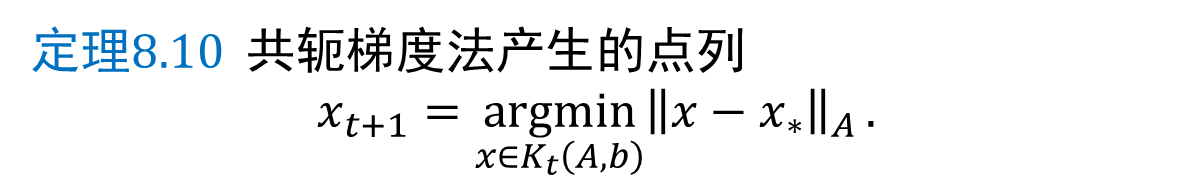 定理8.10 共轭梯度法产生的点列
x_{t+1} = argmin_{x∈K_t(A,b)} ‖x − x_*‖_A .